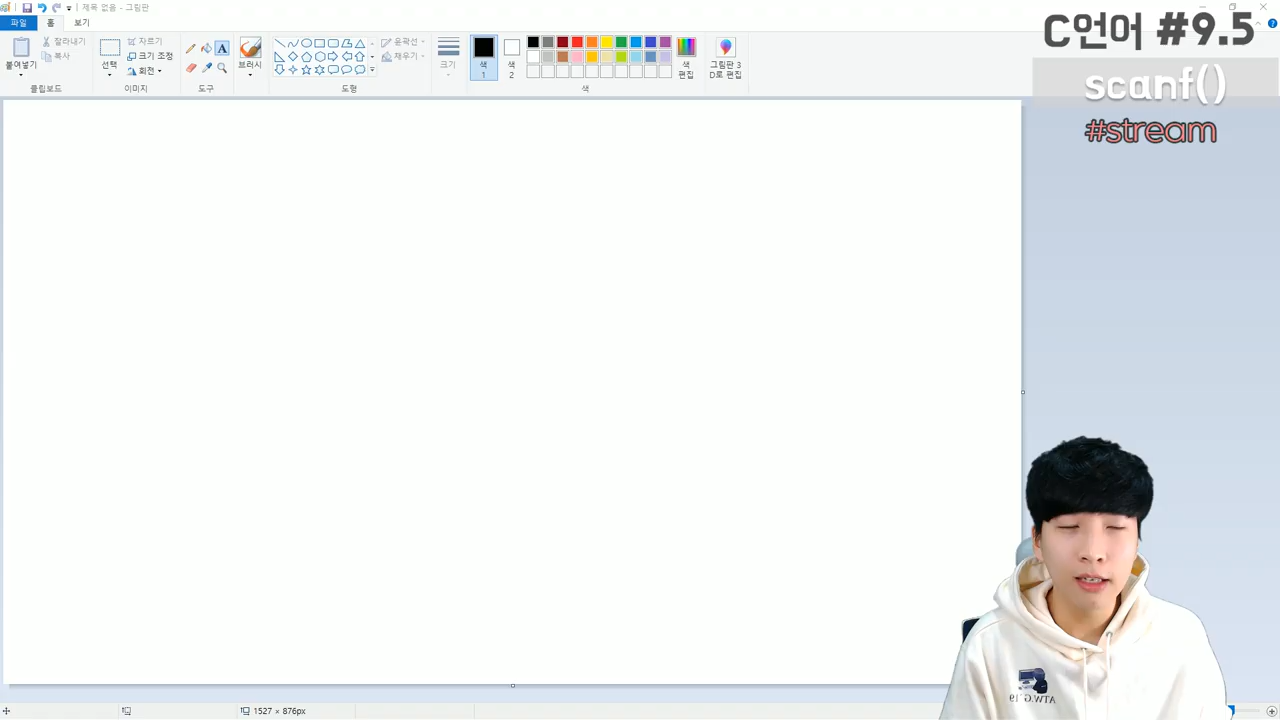 제목 없음 - 그림판
파일
홈
보기
붙여넣기
잘라내기
복사
클립보드
선택
자르기
크기 조정
회전
이미지
A
도구
브러시
윤곽선
채우기
도형
크기
색
1
색
2
색
편집
그림판 3
D로 편집
색
C언어 #9.5
scanf()
#stream
ATW.G'19
1527 × 876px